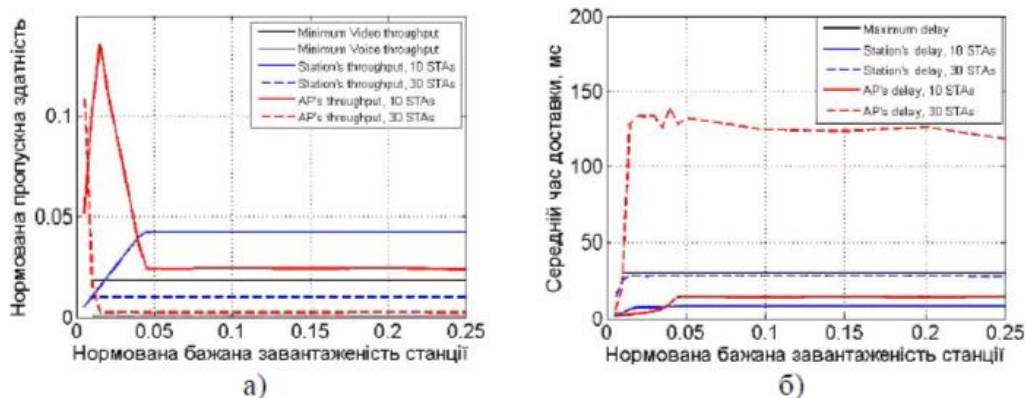 Нормована пропускна здатність
0.1
0.05
0
Minimum Video throughput
Minimum Voice throughput
Station's throughput, 10 STAs
Station's throughput, 30 STAs
AP's throughput, 10 STAs
AP's throughput, 30 STAs
0 0.05 0.1 0.15 0.2 0.25
Нормована бажана завантаженість станції
а)
Середній час доставки, мс
200
150
100
50
0
Maximum delay
Station's delay, 10 STAs
Station's delay, 30 STAs
AP's delay, 10 STAs
AP's delay, 30 STAs
0 0.05 0.1 0.15 0.2 0.25
Нормована бажана завантаженість станції
б)